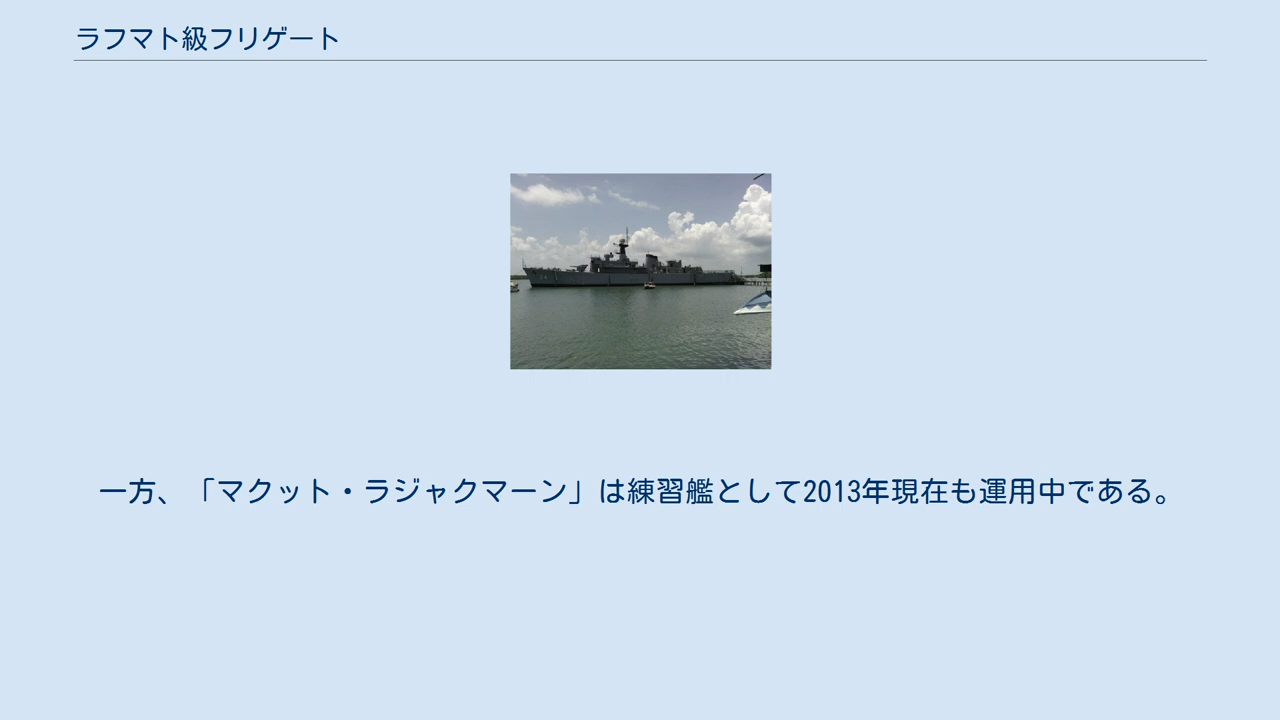 ラフマト級フリゲート
一方、「マクット・ラジャクマーン」は練習艦として2013年現在も運用中である。